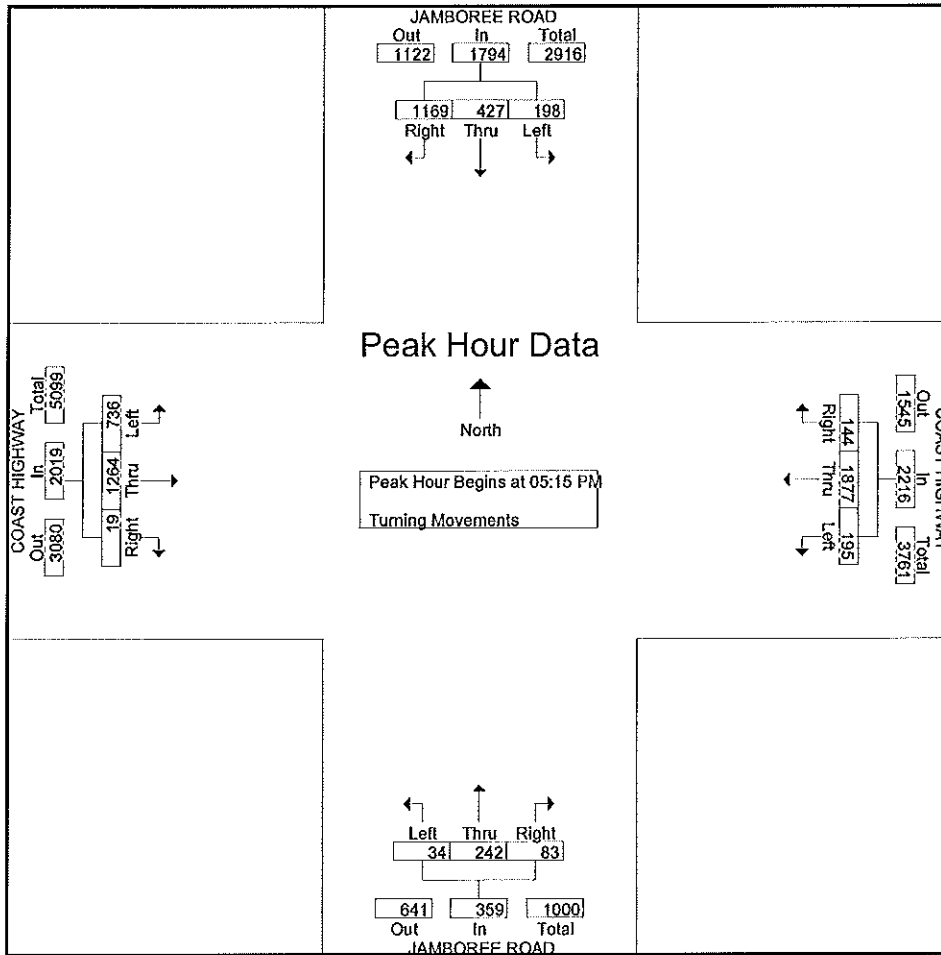 JAMBOREE ROAD
Out In Total
1122 1794 2916
1169 427 198
Right Thru Left
Peak Hour Data
North
Peak Hour Begins at 05:15 PM
Turning Movements
COAST HIGHWAY
Out In Total
3080 2019 5099
Right Thru Left
19 1264 736
COAST HIGHWAY
Out In Total
1545 2216 3761
Right Thru Left
144 1877 195
Left Thru Right
34 242 83
641 359 1000
Out In Total
JAMBOREE ROAD